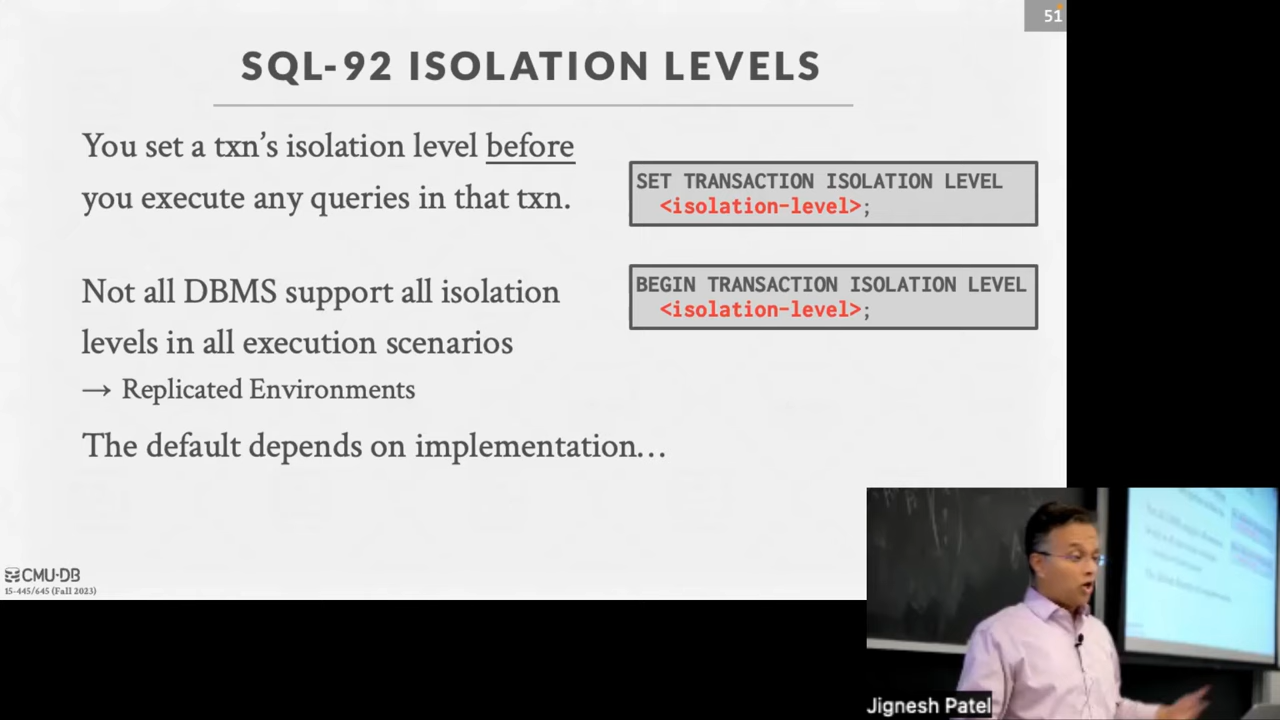 51
SQL-92 ISOLATION LEVELS
You set a txn's isolation level before
you execute any queries in that txn.
Not all DBMS support all isolation
levels in all execution scenarios
→ Replicated Environments
The default depends on implementation…
SET TRANSACTION ISOLATION LEVEL
<isolation-level>;
BEGIN TRANSACTION ISOLATION LEVEL
<isolation-level>;
CMU·DB
15-445/645 (Fall 2023)
Jignesh Patel